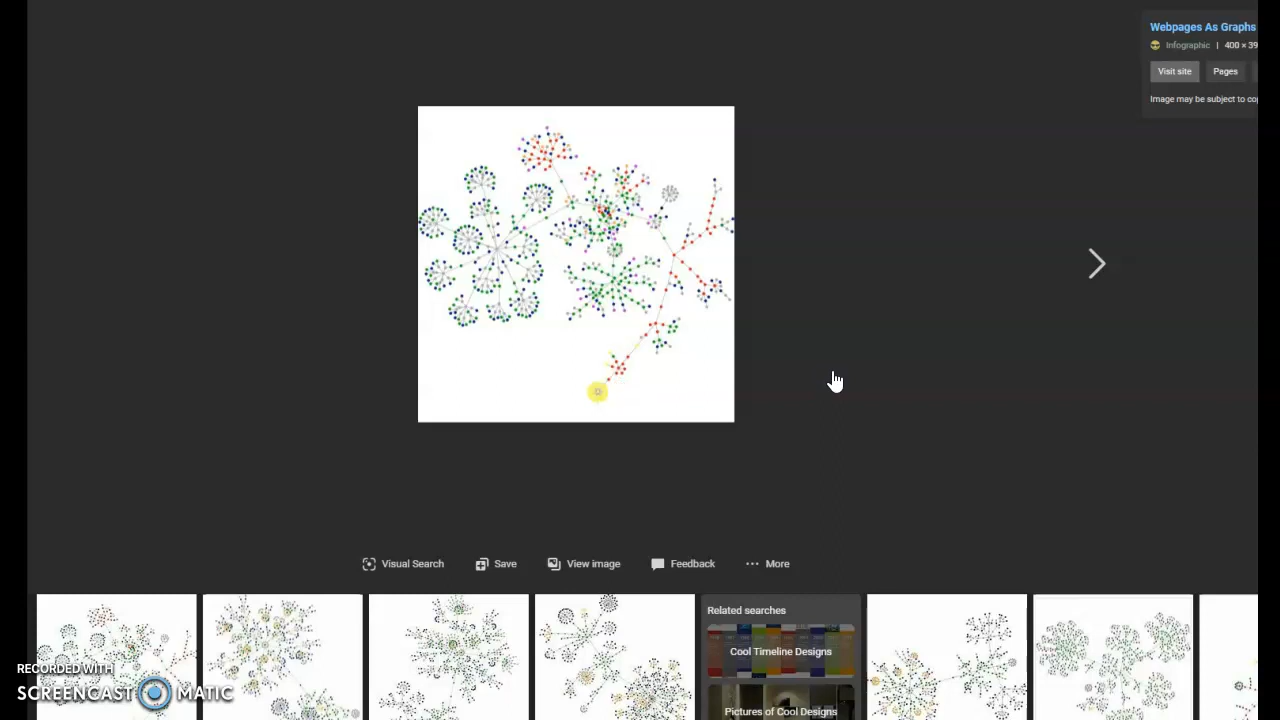 Webpages As Graphs
Infographic | 400 × 39
Visit site Pages
Image may be subject to cop
Visual Search Save View image Feedback ··· More
Related searches
Cool Timeline Designs
Pictures of Cool Designs
RECORDED WITH
SCREENCAST MATIC